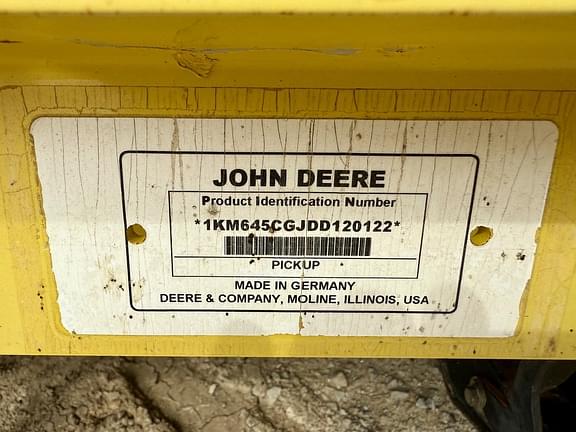 JOHN DEERE
Product Identification Number
*1KM645CGJDD120122*
PICKUP
MADE IN GERMANY
DEERE & COMPANY, MOLINE, ILLINOIS, USA